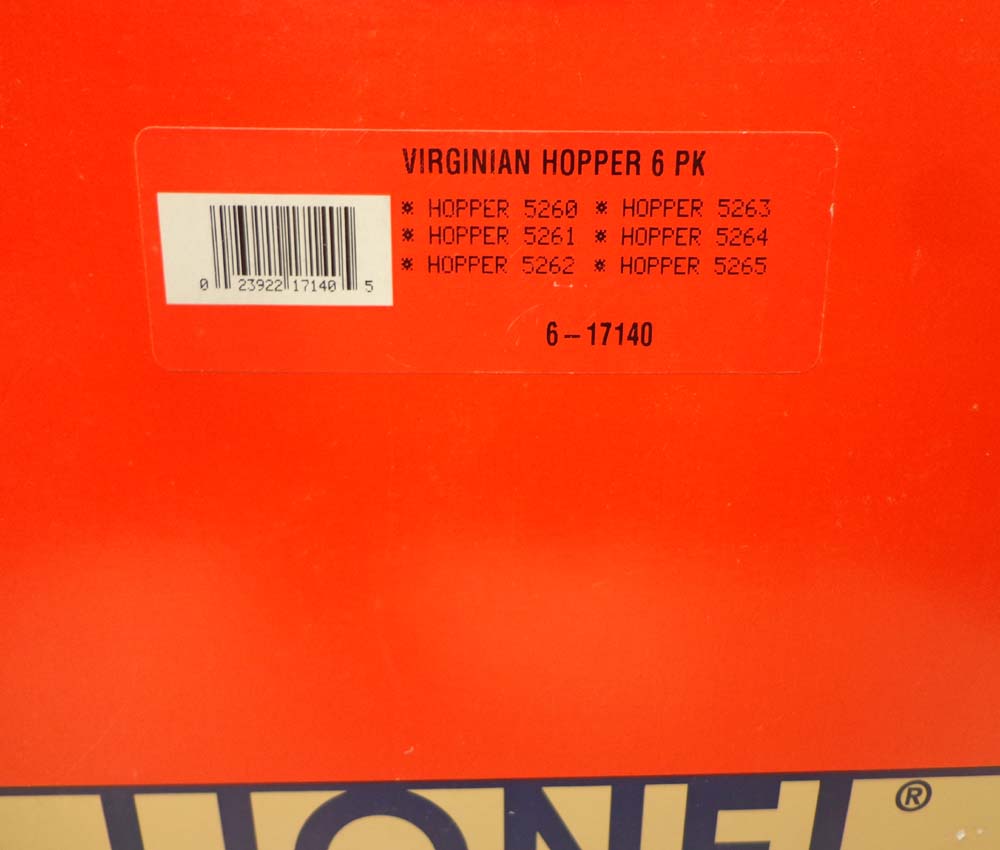 VIRGINIAN HOPPER 6 PK
* HOPPER 5260 * HOPPER 5263
* HOPPER 5261 * HOPPER 5264
* HOPPER 5262 * HOPPER 5265
0 23922 17140 5
6-17140
LIONEL ®